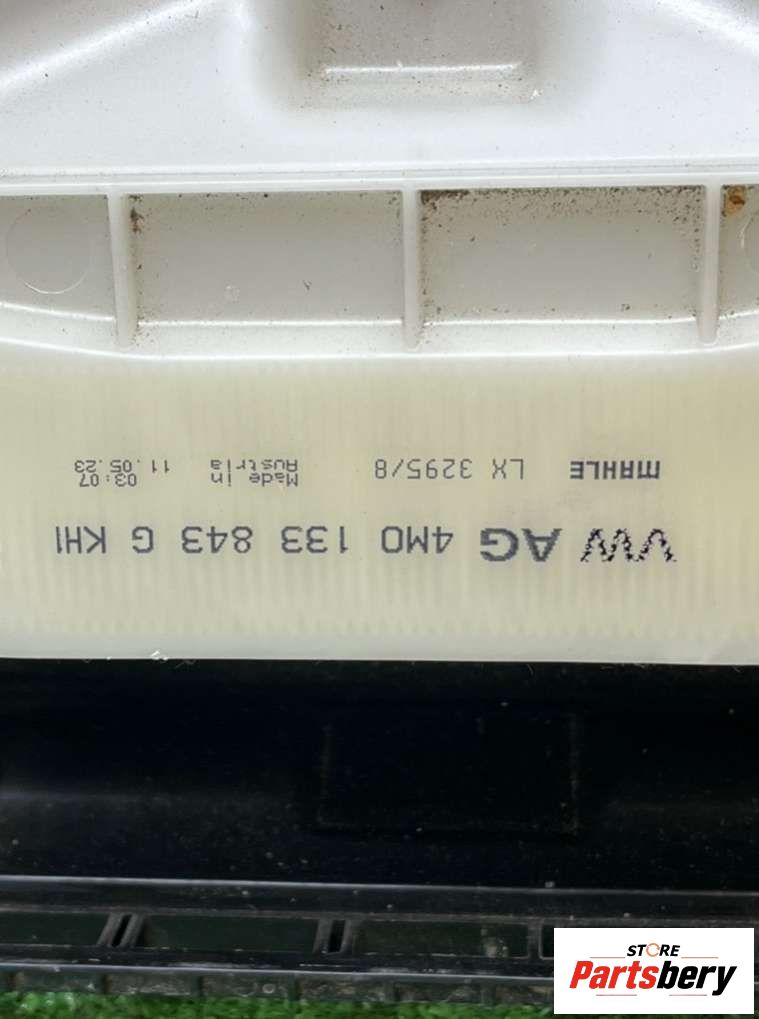 VW AG 4M0 133 843 G KHI
MAHLE LX 3295/8 Made in Austria 11.05.23 03:07
STORE
Partsbery